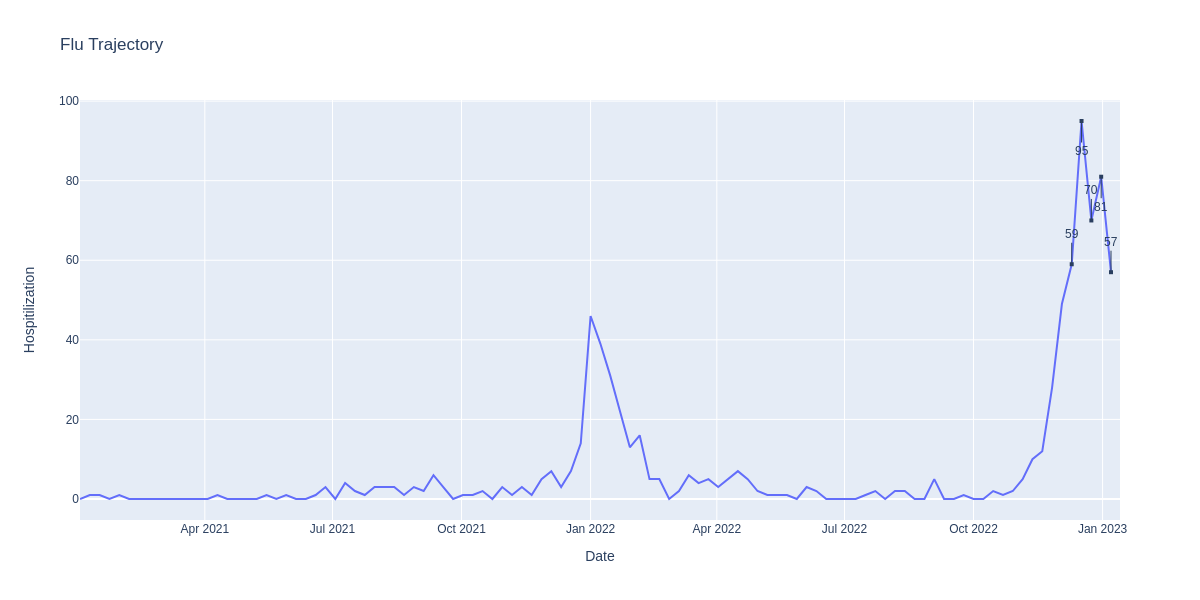 Flu Trajectory
100
80
60
40
20
0
Hospitilization
95
70
81
59
57
Apr 2021
Jul 2021
Oct 2021
Jan 2022
Apr 2022
Jul 2022
Oct 2022
Jan 2023
Date